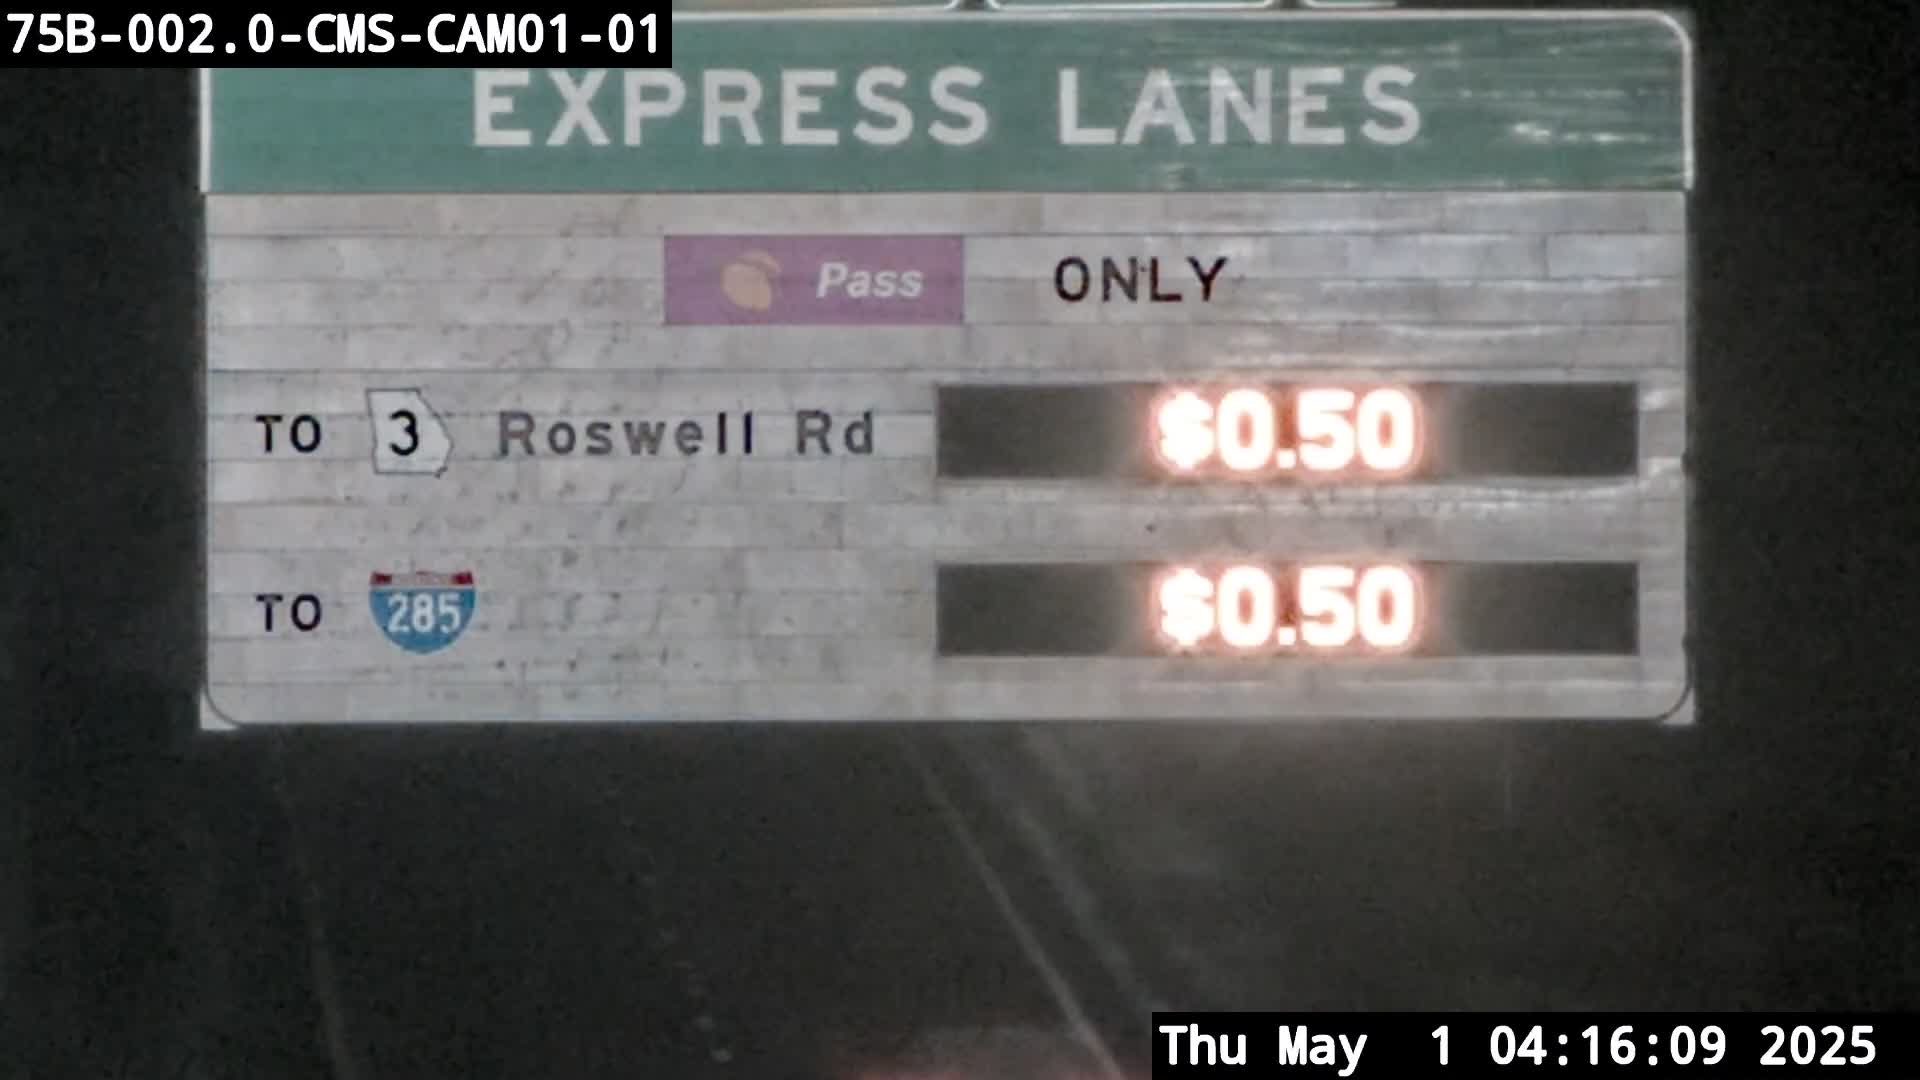 75B-002.0-CMS-CAM01-01
EXPRESS LANES
Pass ONLY
TO 3 Roswell Rd $0.50
TO 285 $0.50
Thu May 1 04:16:09 2025